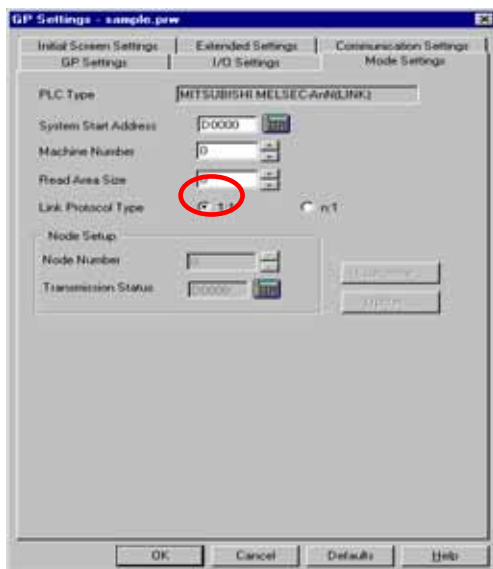 GP Settings - sample.prw
Initial Screen Settings Extended Settings Communication Settings
GP Settings I/O Settings Mode Settings
PLC Type MITSUBISHI MELSEC-AnN(LINK)
System Start Address D0000
Machine Number 0
Read Area Size
Link Protocol Type 1:1 n:1
Node Setup
Node Number
Transmission Status D0000
OK Cancel Defaults Help